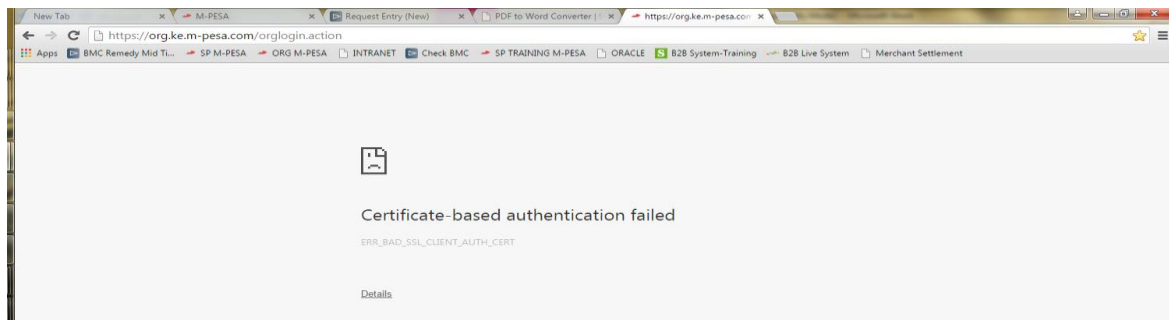 New Tab M-PESA Request Entry (New) PDF to Word Converter | https://org.ke.m-pesa.con
https://org.ke.m-pesa.com/orglogin.action
Apps BMC Remedy Mid Ti... SP M-PESA ORG M-PESA INTRANET Check BMC SP TRAINING M-PESA ORACLE B2B System-Training B2B Live System Merchant Settlement
Certificate-based authentication failed
ERR_BAD_SSL_CLIENT_AUTH_CERT
Details